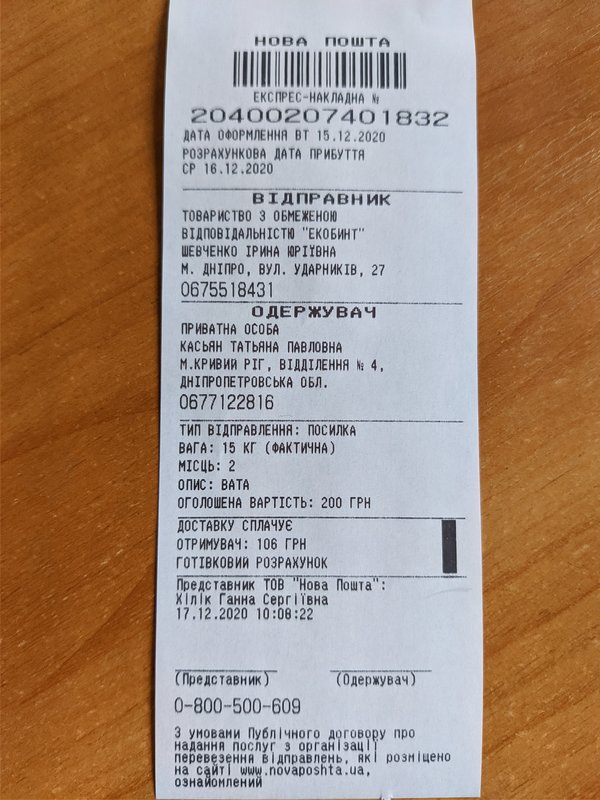 НОВА ПОШТА
ЕКСПРЕС-НАКЛАДНА №
20400207401832
ДАТА ОФОРМЛЕННЯ ВТ 15.12.2020
РОЗРАХУНКОВА ДАТА ПРИБУТТЯ
СР 16.12.2020
ВІДПРАВНИК
ТОВАРИСТВО З ОБМЕЖЕНОЮ
ВІДПОВІДАЛЬНІСТЮ "ЕКОБИНТ"
ШЕВЧЕНКО ІРИНА ЮРІЇВНА
М. ДНІПРО, ВУЛ. УДАРНИКІВ, 27
0675518431
ОДЕРЖУВАЧ
ПРИВАТНА ОСОБА
КАСЬЯН ТАТЬЯНА ПАВЛОВНА
М.КРИВИЙ РІГ, ВІДДІЛЕННЯ № 4,
ДНІПРОПЕТРОВСЬКА ОБЛ.
0677122816
ТИП ВІДПРАВЛЕННЯ: ПОСИЛКА
ВАГА: 15 КГ (ФАКТИЧНА)
МІСЦЬ: 2
ОПИС: ВАТА
ОГОЛОШЕНА ВАРТІСТЬ: 200 ГРН
ДОСТАВКУ СПЛАЧУЄ
ОТРИМУВАЧ: 106 ГРН
ГОТІВКОВИЙ РОЗРАХУНОК
Представник ТОВ "Нова Пошта":
Хілік Ганна Сергіївна
17.12.2020 10:08:22
(Представник) (Одержувач)
0-800-500-609
З умовами Публічного договору про
надання послуг з організації
перевезення відправлень, які розміщено
на сайті www.novaposhta.ua,
ознайомлений